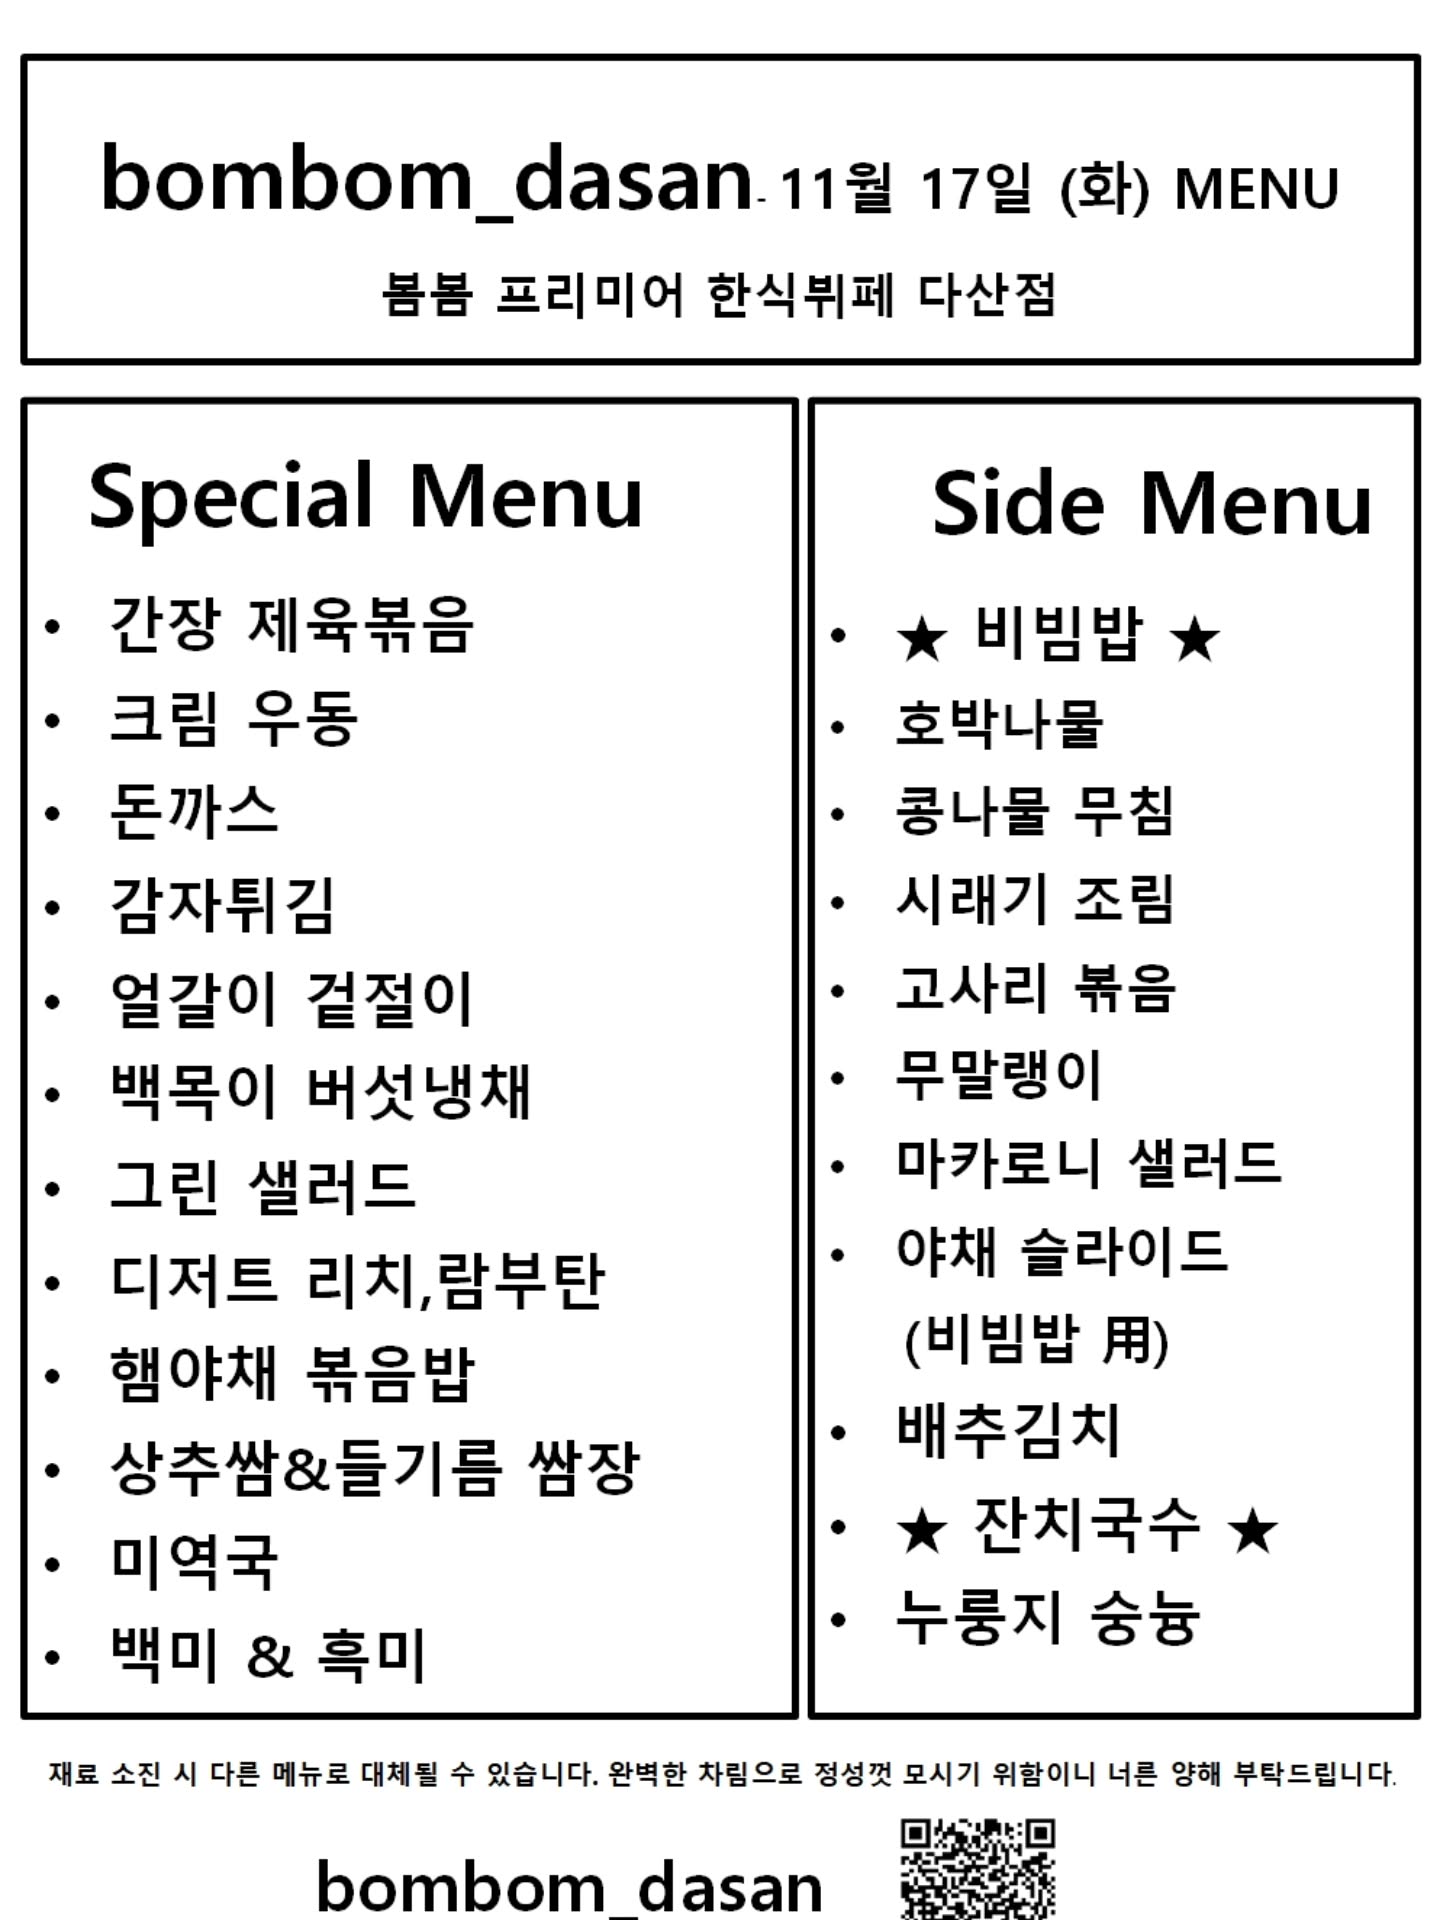 bombom_dasan- 11월 17일 (화) MENU
봄봄 프리미어 한식뷔페 다산점
Special Menu
• 간장 제육볶음
• 크림 우동
• 돈까스
• 감자튀김
• 얼갈이 겉절이
• 백목이 버섯냉채
• 그린 샐러드
• 디저트 리치,람부탄
• 햄야채 볶음밥
• 상추쌈&들기름 쌈장
• 미역국
• 백미 & 흑미
Side Menu
• ★ 비빔밥 ★
• 호박나물
• 콩나물 무침
• 시래기 조림
• 고사리 볶음
• 무말랭이
• 마카로니 샐러드
• 야채 슬라이드
(비빔밥 用)
• 배추김치
• ★ 잔치국수 ★
• 누룽지 숭늉
재료 소진 시 다른 메뉴로 대체될 수 있습니다. 완벽한 차림으로 정성껏 모시기 위함이니 너른 양해 부탁드립니다.
bombom_dasan